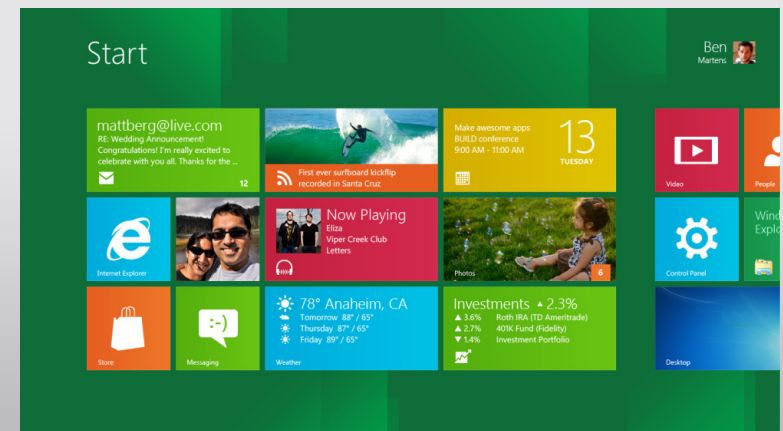 Start
Ben
Martens
mattberg@live.com
RE: Wedding Announcement!
Congratulations! I'm really excited to
celebrate with you all. Thanks for the ...
12
First ever surfboard kickflip
recorded in Santa Cruz
Make awesome apps
BUILD conference
9:00 AM - 11:00 AM
13
TUESDAY
Video
People
Internet Explorer
Now Playing
Eliza
Viper Creek Club
Letters
Photos
6
Control Panel
Wind
Explo
Store
Messaging
:-)
78° Anaheim, CA
Tomorrow 88° / 65°
Thursday 87° / 65°
Friday 89° / 65°
Weather
Investments ▲ 2.3%
▲ 3.6% Roth IRA (TD Ameritrade)
▲ 2.7% 401K Fund (Fidelity)
▼ 1.4% Investment Portfolio
Desktop